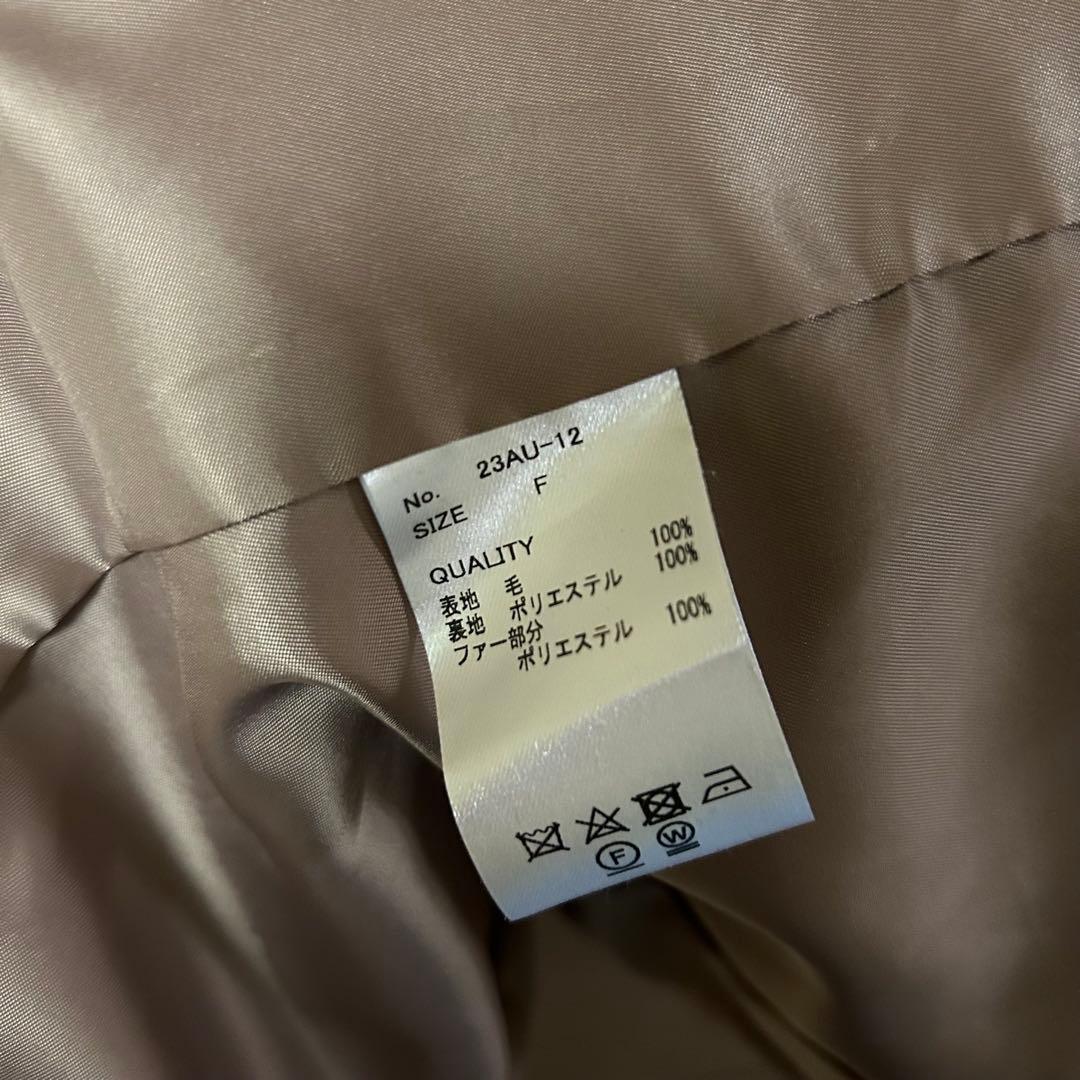 No. 23AU-12
SIZE F
QUALITY
表地 毛 100%
裏地 ポリエステル 100%
ファー部分
ポリエステル 100%
F W